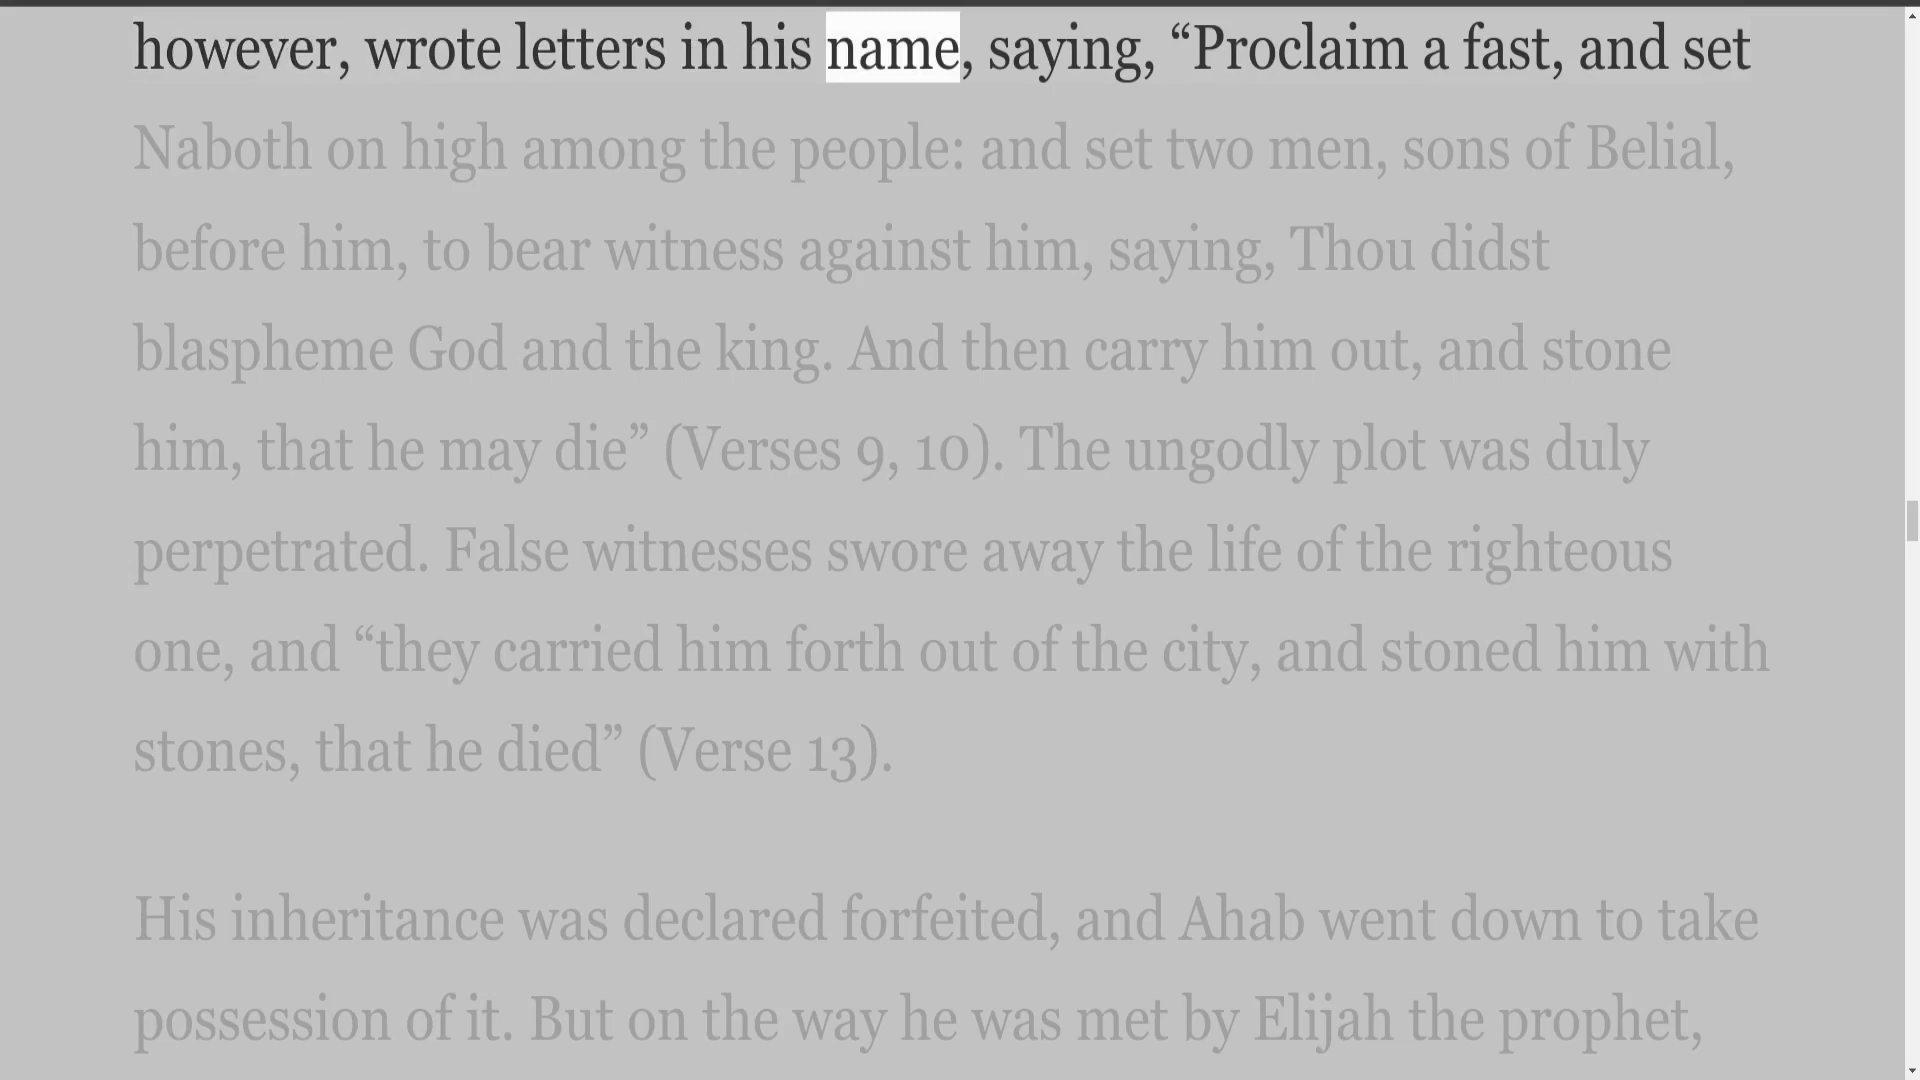 however, wrote letters in his name, saying, “Proclaim a fast, and set
Naboth on high among the people: and set two men, sons of Belial,
before him, to bear witness against him, saying, Thou didst
blaspheme God and the king. And then carry him out, and stone
him, that he may die” (Verses 9, 10). The ungodly plot was duly
perpetrated. False witnesses swore away the life of the righteous
one, and “they carried him forth out of the city, and stoned him with
stones, that he died” (Verse 13).
His inheritance was declared forfeited, and Ahab went down to take
possession of it. But on the way he was met by Elijah the prophet,